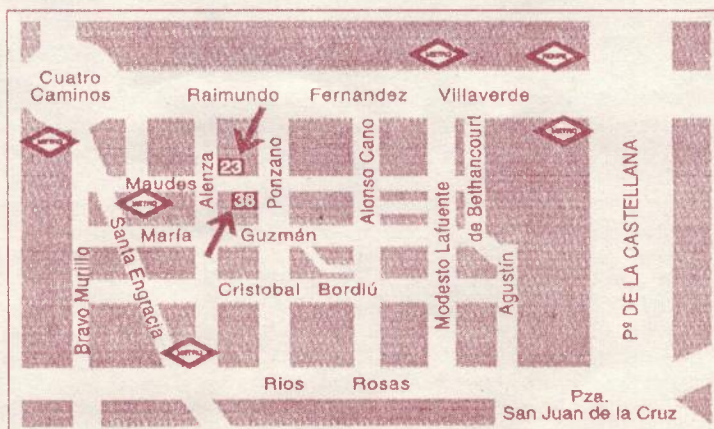 METRO
RENFE
Cuatro
Caminos
Raimundo Fernandez Villaverde
METRO
METRO
23
Alenza
Ponzano
Alonso Cano
Maudes
METRO
38
Modesto Lafuente
de Bethancourt
Agustín
María Guzmán
Santa Engracia
Bravo Murillo
Cristobal Bordiú
Pº DE LA CASTELLANA
METRO
Rios Rosas
Pza.
San Juan de la Cruz